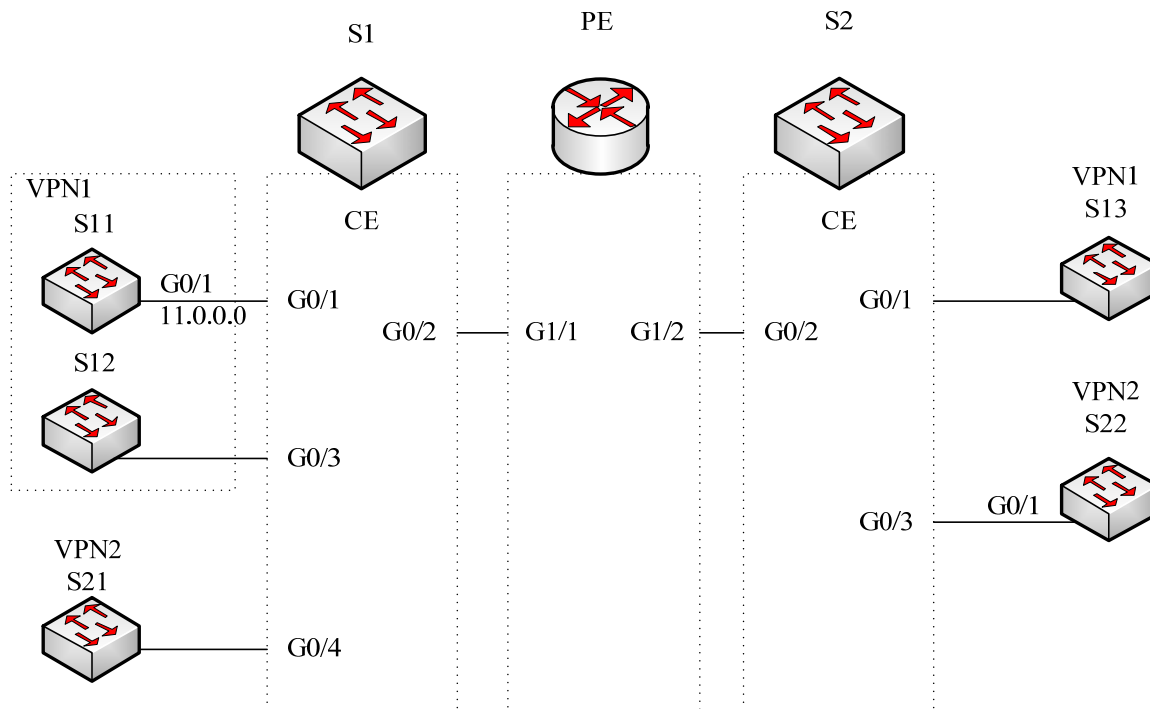 S1
PE
S2
VPN1
S11
G0/1
11.0.0.0
S12
VPN2
S21
CE
G0/1
G0/2
G0/3
G0/4
G1/1
G1/2
CE
G0/1
G0/2
G0/3
VPN1
S13
VPN2
S22
G0/1